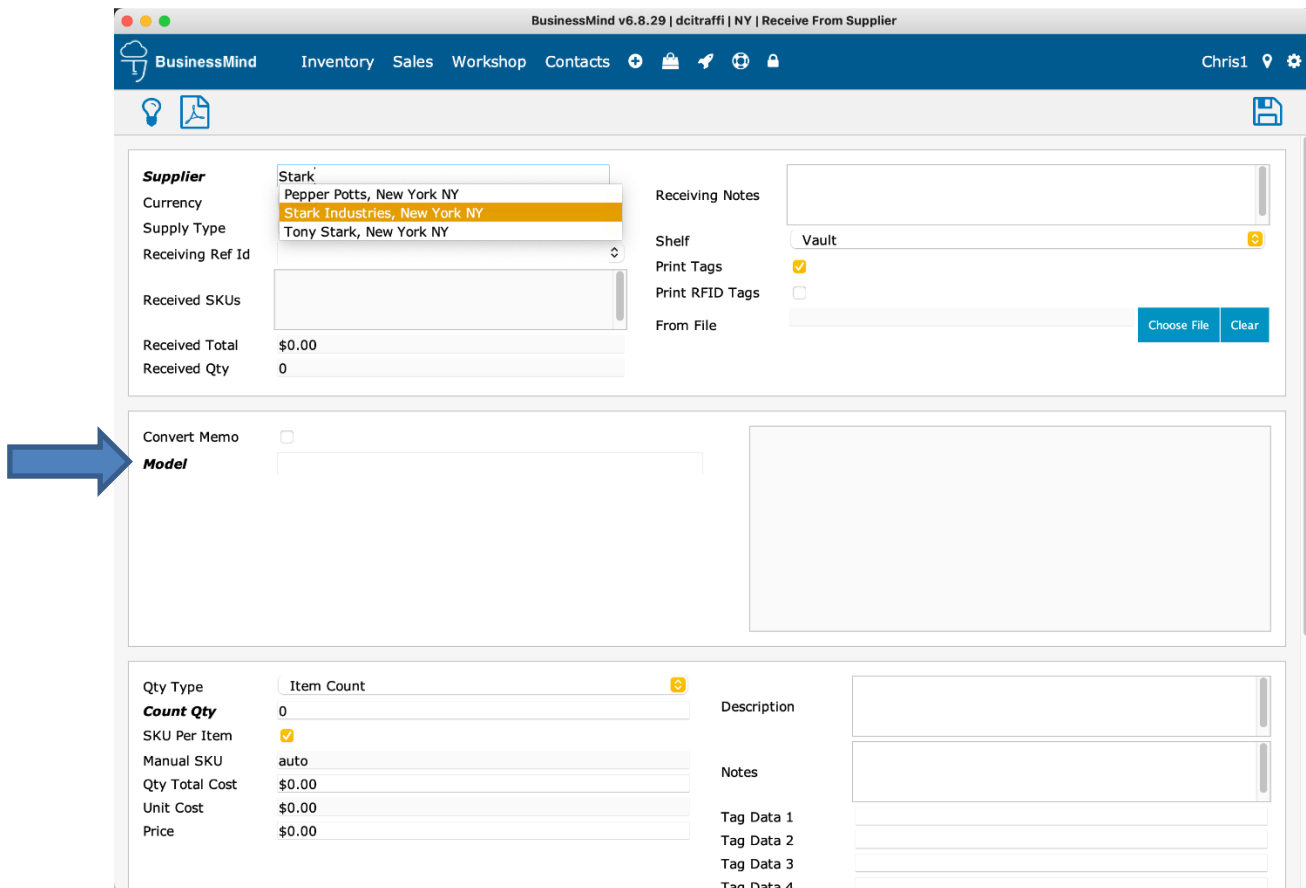 BusinessMind v6.8.29 | dcitraffi | NY | Receive From Supplier
BusinessMind Inventory Sales Workshop Contacts Chris1
Supplier Stark
Pepper Potts, New York NY
Stark Industries, New York NY
Tony Stark, New York NY
Currency
Supply Type
Receiving Ref Id
Received SKUs
Received Total $0.00
Received Qty 0
Receiving Notes
Shelf Vault
Print Tags
Print RFID Tags
From File Choose File Clear
Convert Memo
Model
Qty Type Item Count
Count Qty 0
SKU Per Item
Manual SKU auto
Qty Total Cost $0.00
Unit Cost $0.00
Price $0.00
Description
Notes
Tag Data 1
Tag Data 2
Tag Data 3
Tag Data 4